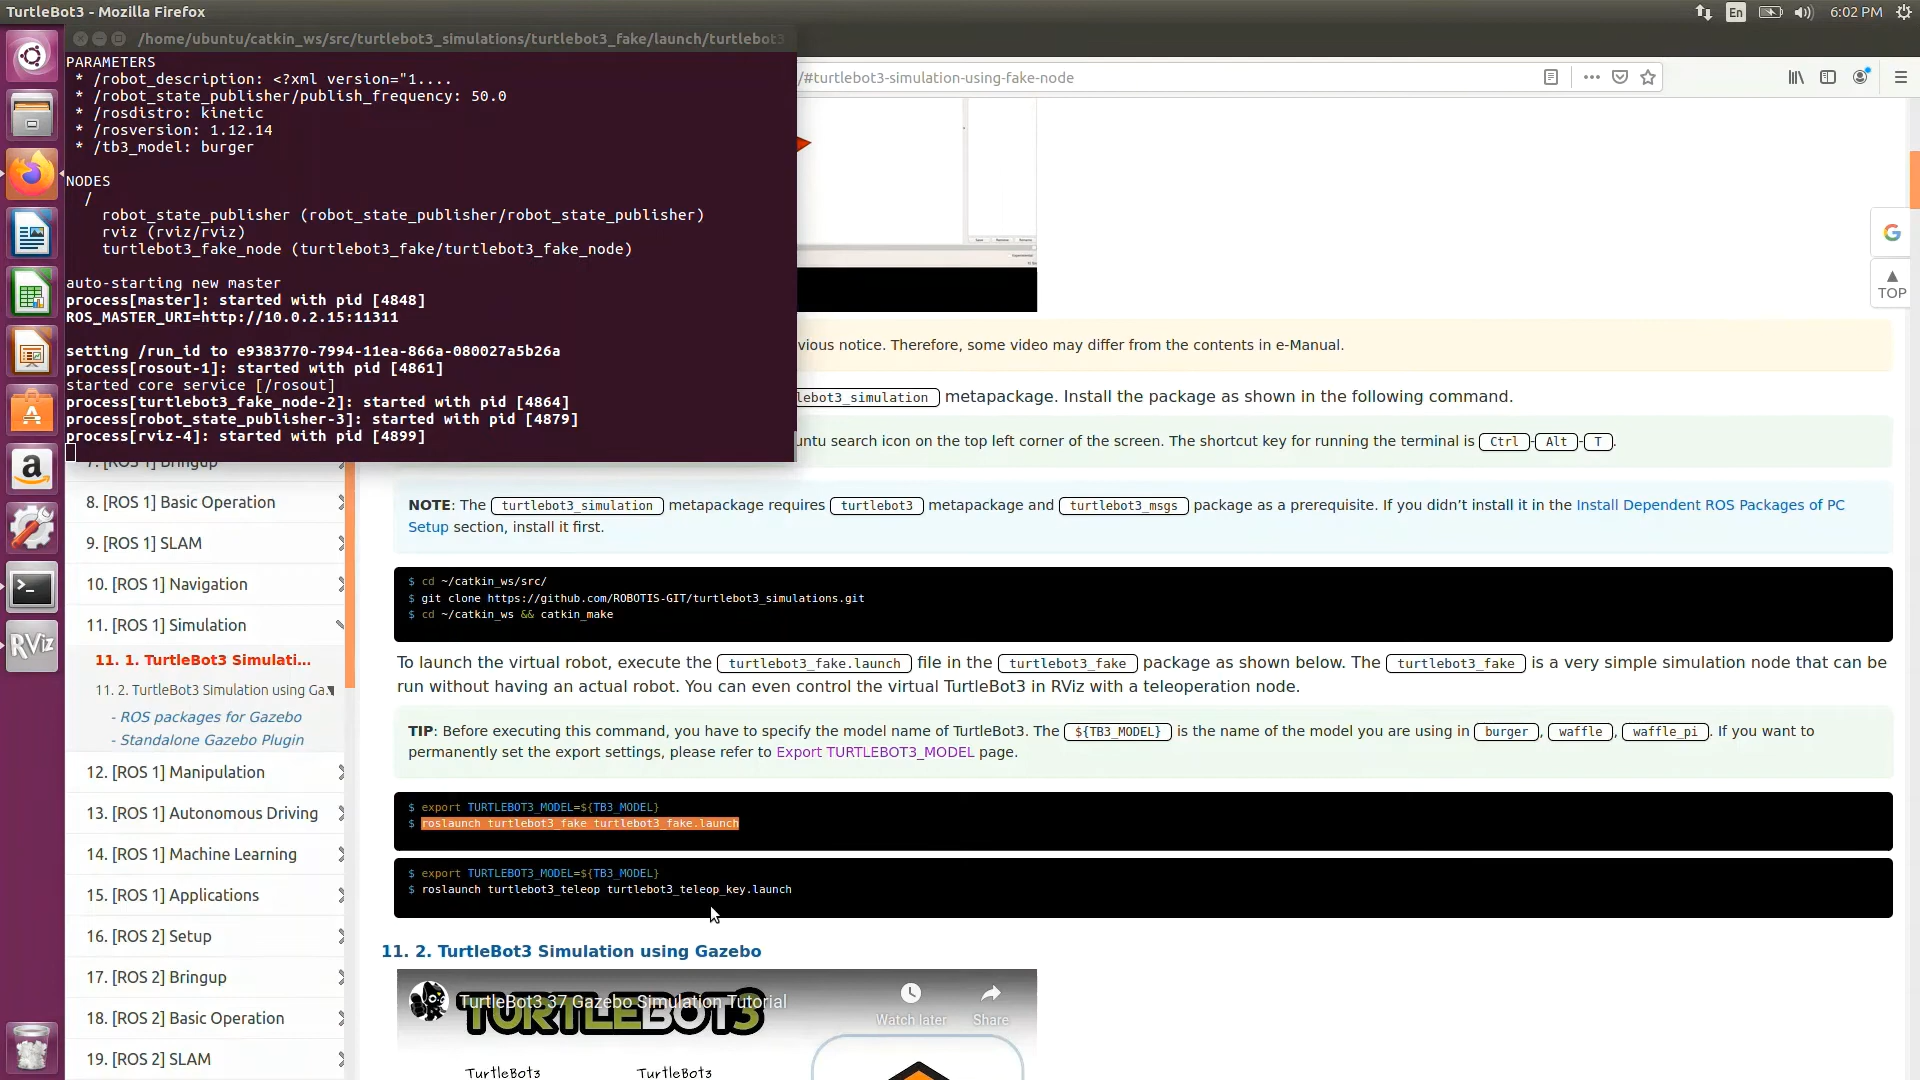 TurtleBot3 - Mozilla Firefox
En
6:02 PM
/home/ubuntu/catkin_ws/src/turtlebot3_simulations/turtlebot3_fake/launch/turtlebot3
PARAMETERS
* /robot_description: <?xml version="1....
* /robot_state_publisher/publish_frequency: 50.0
* /rosdistro: kinetic
* /rosversion: 1.12.14
* /tb3_model: burger
NODES
/
robot_state_publisher (robot_state_publisher/robot_state_publisher)
rviz (rviz/rviz)
turtlebot3_fake_node (turtlebot3_fake/turtlebot3_fake_node)
auto-starting new master
process[master]: started with pid [4848]
ROS_MASTER_URI=http://10.0.2.15:11311
setting /run_id to e9383770-7994-11ea-866a-080027a5b26a
process[rosout-1]: started with pid [4861]
started core service [/rosout]
process[turtlebot3_fake_node-2]: started with pid [4864]
process[robot_state_publisher-3]: started with pid [4879]
process[rviz-4]: started with pid [4899]
/#turtlebot3-simulation-using-fake-node
G
TOP
RViz
7. [ROS 1] Bringup
8. [ROS 1] Basic Operation
9. [ROS 1] SLAM
10. [ROS 1] Navigation
11. [ROS 1] Simulation
11. 1. TurtleBot3 Simulati...
11. 2. TurtleBot3 Simulation using Ga.
- ROS packages for Gazebo
- Standalone Gazebo Plugin
12. [ROS 1] Manipulation
13. [ROS 1] Autonomous Driving
14. [ROS 1] Machine Learning
15. [ROS 1] Applications
16. [ROS 2] Setup
17. [ROS 2] Bringup
18. [ROS 2] Basic Operation
19. [ROS 2] SLAM
vious notice. Therefore, some video may differ from the contents in e-Manual.
lebot3_simulation metapackage. Install the package as shown in the following command.
untu search icon on the top left corner of the screen. The shortcut key for running the terminal is Ctrl-Alt-T.
NOTE: The turtlebot3_simulation metapackage requires turtlebot3 metapackage and turtlebot3_msgs package as a prerequisite. If you didn’t install it in the Install Dependent ROS Packages of PC
Setup section, install it first.
$ cd ~/catkin_ws/src/
$ git clone https://github.com/ROBOTIS-GIT/turtlebot3_simulations.git
$ cd ~/catkin_ws && catkin_make
To launch the virtual robot, execute the turtlebot3_fake.launch file in the turtlebot3_fake package as shown below. The turtlebot3_fake is a very simple simulation node that can be
run without having an actual robot. You can even control the virtual TurtleBot3 in RViz with a teleoperation node.
TIP: Before executing this command, you have to specify the model name of TurtleBot3. The ${TB3_MODEL} is the name of the model you are using in burger, waffle, waffle_pi. If you want to
permanently set the export settings, please refer to Export TURTLEBOT3_MODEL page.
$ export TURTLEBOT3_MODEL=${TB3_MODEL}
$ roslaunch turtlebot3_fake turtlebot3_fake.launch
$ export TURTLEBOT3_MODEL=${TB3_MODEL}
$ roslaunch turtlebot3_teleop turtlebot3_teleop_key.launch
11. 2. TurtleBot3 Simulation using Gazebo
TurtleBot3 37 Gazebo Simulation Tutorial
TURTLEBOT3
Watch later
Share
TurtleBot3
TurtleBot3